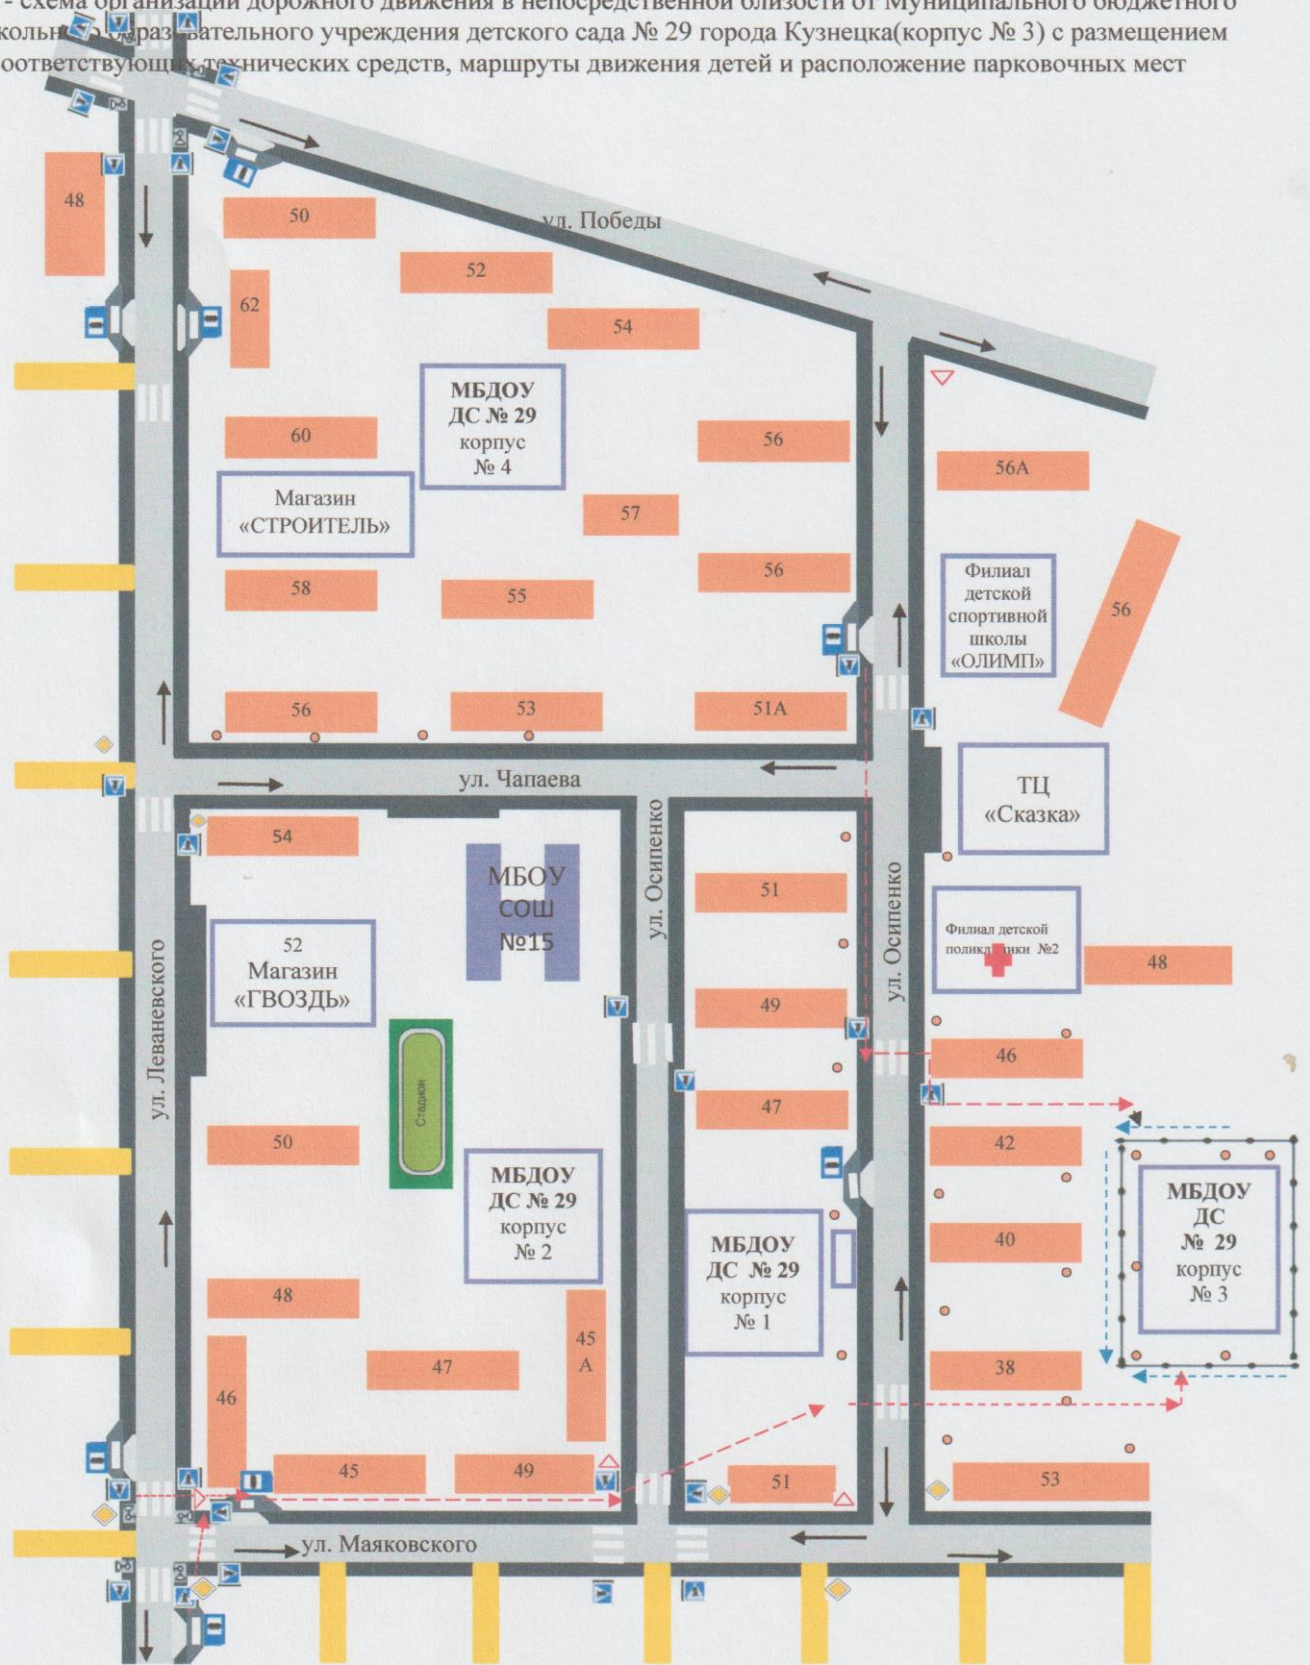 - схема организации дорожного движения в непосредственной близости от Муниципального бюджетного
учреждения детского сада № 29 города Кузнецка(корпус № 3) с размещением
технических средств, маршруты движения детей и расположение парковочных мест
48
50
ул. Победы
52
62
54
МБДОУ
ДС № 29
корпус
№ 4
60
56
56А
Магазин
«СТРОИТЕЛЬ»
57
58
55
56
Филиал
детской
спортивной
школы
«ОЛИМП»
56
56
53
51А
ул. Чапаева
ТЦ
«Сказка»
54
МБОУ
СОШ
№15
ул. Осипенко
51
ул. Осипенко
Филиал детской
№2
48
52
Магазин
«ГВОЗДЬ»
ул. Леваневского
49
46
Стадион
47
50
42
МБДОУ
ДС № 29
корпус
№ 2
МБДОУ
ДС № 29
корпус
№ 1
40
МБДОУ
ДС
№ 29
корпус
№ 3
48
45
А
47
46
38
45
49
51
53
ул. Маяковского